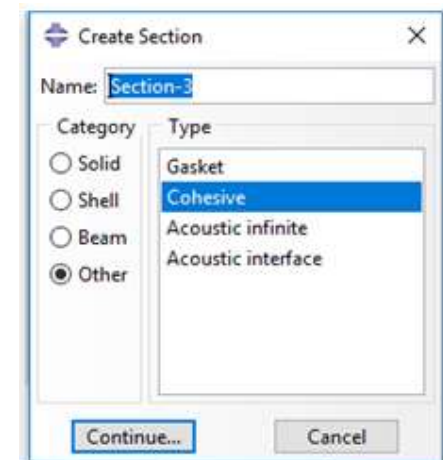 Create Section
Name: Section-3
Category Type
Solid
Shell
Beam
Other
Gasket
Cohesive
Acoustic infinite
Acoustic interface
Continue... Cancel